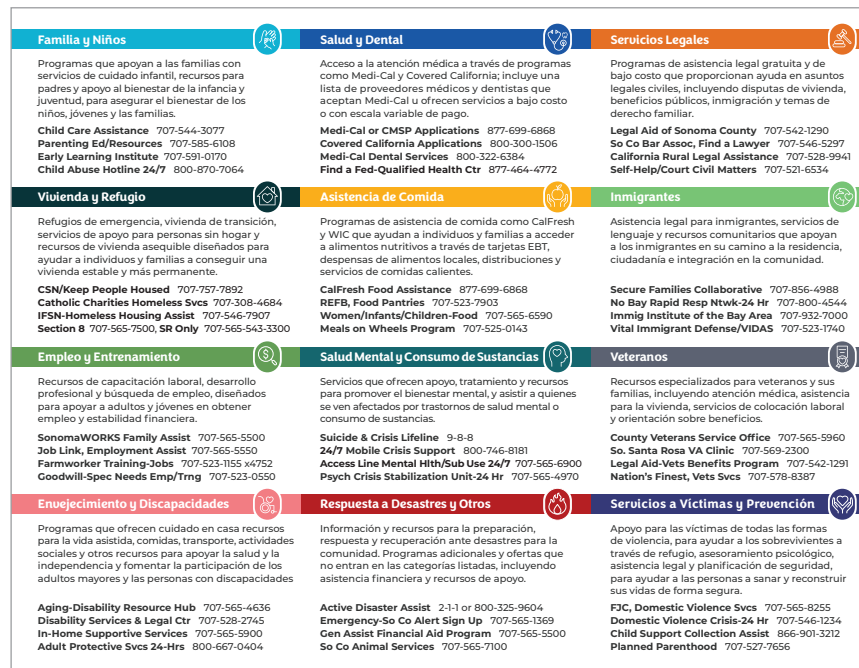 Familia y Niños
Programas que apoyan a las familias con
servicios de cuidado infantil, recursos para
padres y apoyo al bienestar de la infancia y
juventud, para asegurar el bienestar de los
niños, jóvenes y las familias.
Child Care Assistance 707-544-3077
Parenting Ed/Resources 707-585-6108
Early Learning Institute 707-591-0170
Child Abuse Hotline 24/7 800-870-7064
Salud y Dental
Acceso a la atención médica a través de programas
como Medi-Cal y Covered California; incluye una
lista de proveedores médicos y dentistas que
aceptan Medi-Cal u ofrecen servicios a bajo costo
o con escala variable de pago.
Medi-Cal or CMSP Applications 877-699-6868
Covered California Applications 800-300-1506
Medi-Cal Dental Services 800-322-6384
Find a Fed-Qualified Health Ctr 877-464-4772
Servicios Legales
Programas de asistencia legal gratuita y de
bajo costo que proporcionan ayuda en asuntos
legales civiles, incluyendo disputas de vivienda,
beneficios públicos, inmigración y temas de
derecho familiar.
Legal Aid of Sonoma County 707-542-1290
So Co Bar Assoc, Find a Lawyer 707-546-5297
California Rural Legal Assistance 707-528-9941
Self-Help/Court Civil Matters 707-521-6534
Vivienda y Refugio
Refugios de emergencia, vivienda de transición,
servicios de apoyo para personas sin hogar y
recursos de vivienda asequible diseñados para
ayudar a individuos y familias a conseguir una
vivienda estable y más permanente.
CSN/Keep People Housed 707-757-7892
Catholic Charities Homeless Svcs 707-308-4684
IFSN-Homeless Housing Assist 707-546-7907
Section 8 707-565-7500, SR Only 707-565-543-3300
Asistencia de Comida
Programas de asistencia de comida como CalFresh
y WIC que ayudan a individuos y familias a acceder
a alimentos nutritivos a través de tarjetas EBT,
despensas de alimentos locales, distribuciones y
servicios de comidas calientes.
CalFresh Food Assistance 877-699-6868
REFB, Food Pantries 707-523-7903
Women/Infants/Children-Food 707-565-6590
Meals on Wheels Program 707-525-0143
Inmigrantes
Asistencia legal para inmigrantes, servicios de
lenguaje y recursos comunitarios que apoyan
a los inmigrantes en su camino a la residencia,
ciudadanía e integración en la comunidad.
Secure Families Collaborative 707-856-4988
No Bay Rapid Resp Ntwk-24 Hr 707-800-4544
Immig Institute of the Bay Area 707-932-7000
Vital Immigrant Defense/VIDAS 707-523-1740
Empleo y Entrenamiento
Recursos de capacitación laboral, desarrollo
profesional y búsqueda de empleo, diseñados
para apoyar a adultos y jóvenes en obtener
empleo y estabilidad financiera.
SonomaWORKS Family Assist 707-565-5500
Job Link, Employment Assist 707-565-5550
Farmworker Training-Jobs 707-523-1155 x4752
Goodwill-Spec Needs Emp/Trng 707-523-0550
Salud Mental y Consumo de Sustancias
Servicios que ofrecen apoyo, tratamiento y recursos
para promover el bienestar mental, y asistir a quienes
se ven afectados por trastornos de salud mental o
consumo de sustancias.
Suicide & Crisis Lifeline 9-8-8
24/7 Mobile Crisis Support 800-746-8181
Access Line Mental Hlth/Sub Use 24/7 707-565-6900
Psych Crisis Stabilization Unit-24 Hr 707-565-4970
Veteranos
Recursos especializados para veteranos y sus
familias, incluyendo atención médica, asistencia
para la vivienda, servicios de colocación laboral
y orientación sobre beneficios.
County Veterans Service Office 707-565-5960
So. Santa Rosa VA Clinic 707-569-2300
Legal Aid-Vets Benefits Program 707-542-1291
Nation's Finest, Vets Svcs 707-578-8387
Envejecimiento y Discapacidades
Programas que ofrecen cuidado en casa recursos
para la vida asistida, comidas, transporte, actividades
sociales y otros recursos para apoyar la salud y la
independencia y fomentar la participación de los
adultos mayores y las personas con discapacidades
Aging-Disability Resource Hub 707-565-4636
Disability Services & Legal Ctr 707-528-2745
In-Home Supportive Services 707-565-5900
Adult Protective Svcs 24-Hrs 800-667-0404
Respuesta a Desastres y Otros
Información y recursos para la preparación,
respuesta y recuperación ante desastres para la
comunidad. Programas adicionales y ofertas que
no entran en las categorías listadas, incluyendo
asistencia financiera y recursos de apoyo.
Active Disaster Assist 2-1-1 or 800-325-9604
Emergency-So Co Alert Sign Up 707-565-1369
Gen Assist Financial Aid Program 707-565-5500
So Co Animal Services 707-565-7100
Servicios a Víctimas y Prevención
Apoyo para las víctimas de todas las formas
de violencia, para ayudar a los sobrevivientes a
través de refugio, asesoramiento psicológico,
asistencia legal y planificación de seguridad,
para ayudar a las personas a sanar y reconstruir
sus vidas de forma segura.
FJC, Domestic Violence Svcs 707-565-8255
Domestic Violence Crisis-24 Hr 707-546-1234
Child Support Collection Assist 866-901-3212
Planned Parenthood 707-527-7656